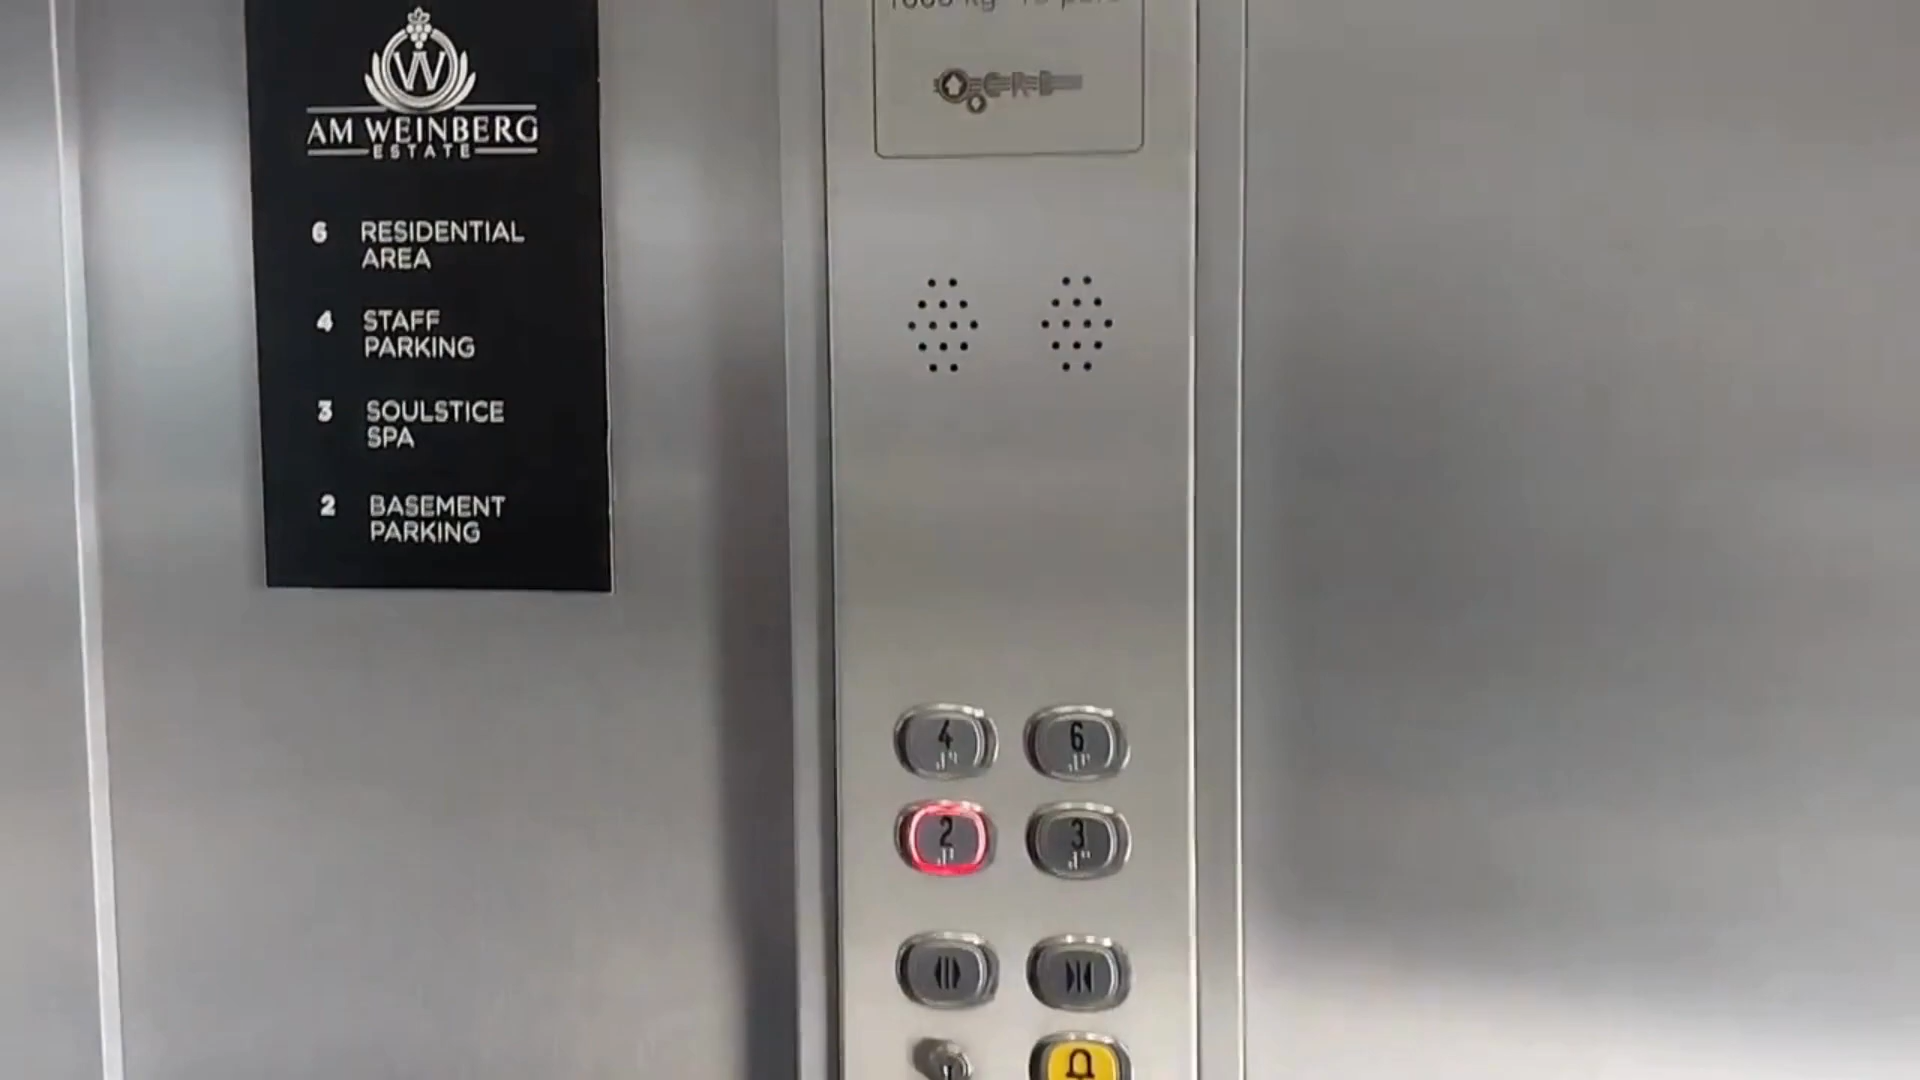 W
AM WEINBERG
ESTATE
6 RESIDENTIAL
AREA
4 STAFF
PARKING
3 SOULSTICE
SPA
2 BASEMENT
PARKING
4 6
2 3